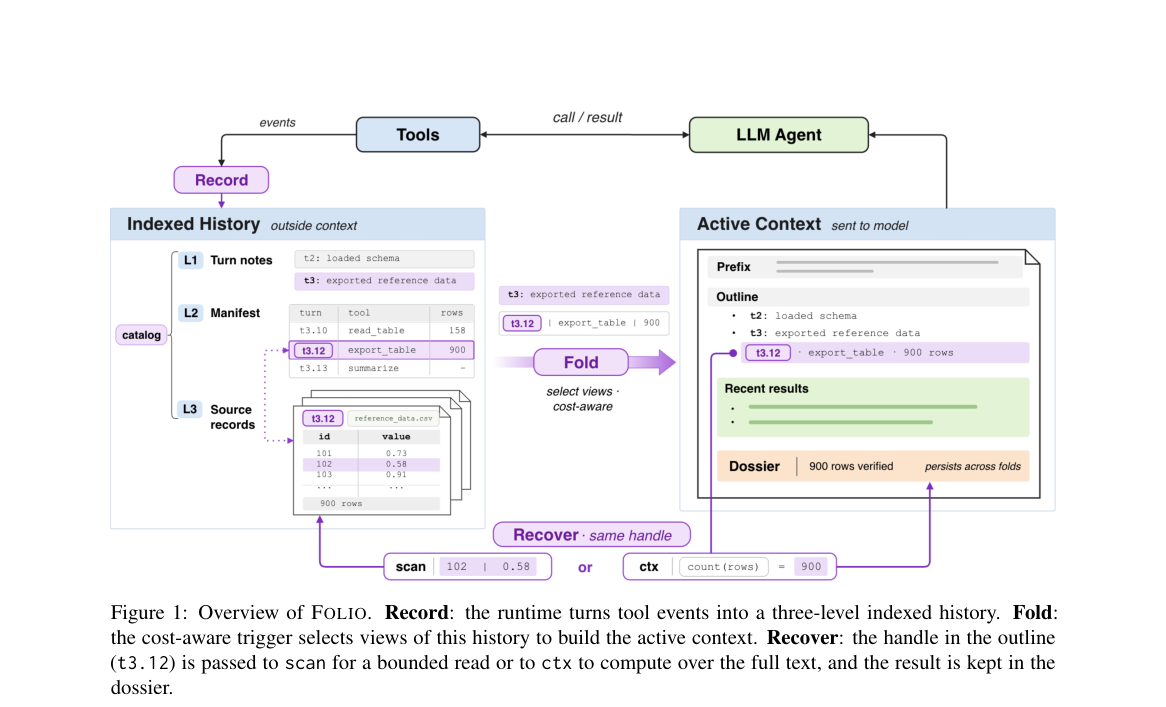 events
call / result
Tools
LLM Agent
Record
Indexed History outside context
L1 Turn notes
t2: loaded schema
t3: exported reference data
catalog
L2 Manifest
turn tool rows
t3.10 read_table 158
t3.12 export_table 900
t3.13 summarize –
L3 Source
records
t3.12 reference_data.csv
id value
101 0.73
102 0.58
103 0.91
... ...
900 rows
t3: exported reference data
t3.12 | export_table | 900
Fold
select views ·
cost-aware
Active Context sent to model
Prefix
Outline
• t2: loaded schema
• t3: exported reference data
t3.12 · export_table · 900 rows
Recent results
Dossier | 900 rows verified persists across folds
Recover · same handle
scan | 102 | 0.58
or
ctx | count(rows) = 900
Figure 1: Overview of FOLIO. Record: the runtime turns tool events into a three-level indexed history. Fold:
the cost-aware trigger selects views of this history to build the active context. Recover: the handle in the outline
(t3.12) is passed to scan for a bounded read or to ctx to compute over the full text, and the result is kept in the
dossier.